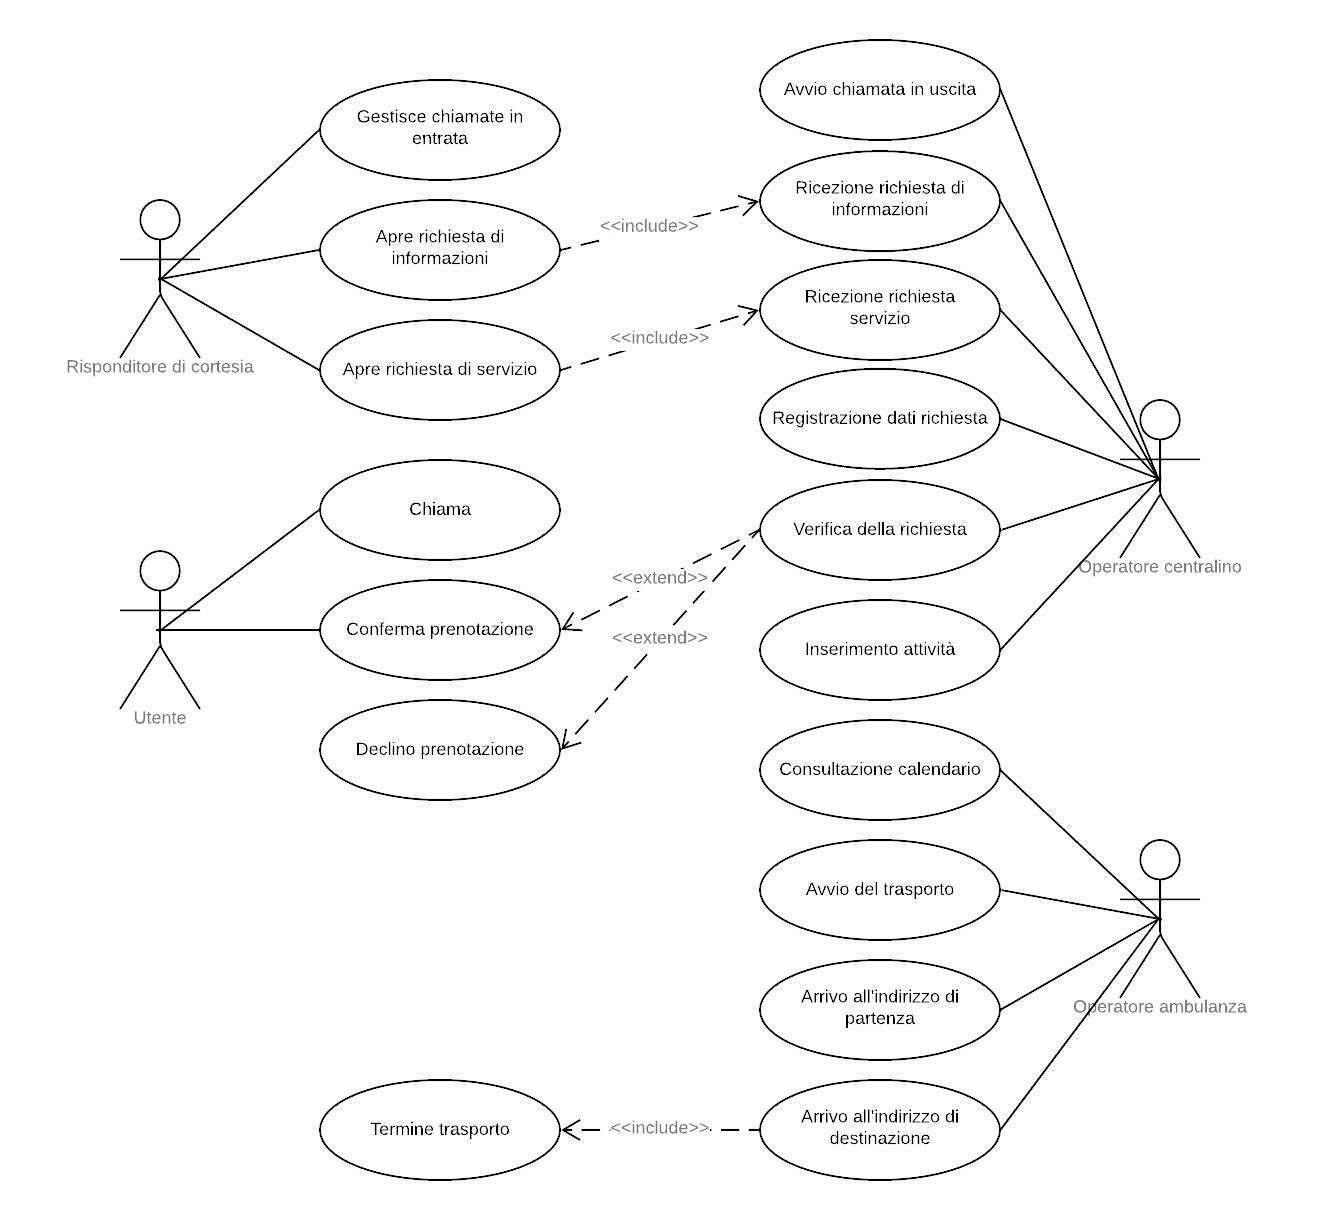 Avvio chiamata in uscita
Gestisce chiamate in
entrata
Ricezione richiesta di
informazioni
<<include>>
Apre richiesta di
informazioni
Ricezione richiesta
servizio
<<include>>
Risponditore di cortesia
Apre richiesta di servizio
Registrazione dati richiesta
Chiama
Verifica della richiesta
Operatore centralino
<<extend>>
Conferma prenotazione
<<extend>>
Inserimento attività
Utente
Declino prenotazione
Consultazione calendario
Avvio del trasporto
Arrivo all'indirizzo di
partenza
Operatore ambulanza
Termine trasporto
<<include>>
Arrivo all'indirizzo di
destinazione